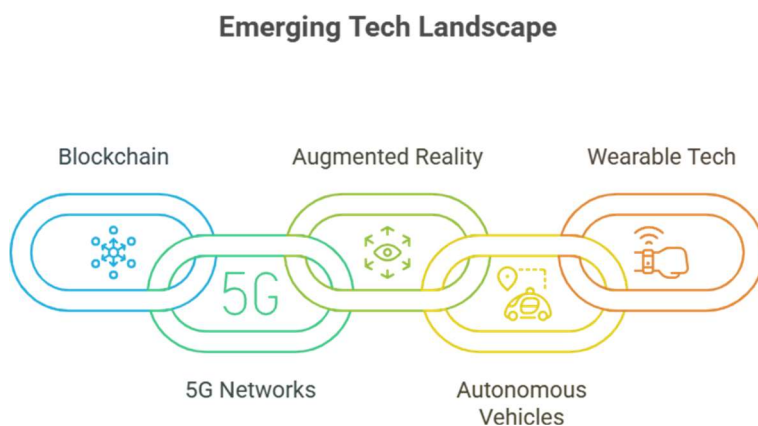 Emerging Tech Landscape
Blockchain
Augmented Reality
Wearable Tech
5G
5G Networks
Autonomous
Vehicles